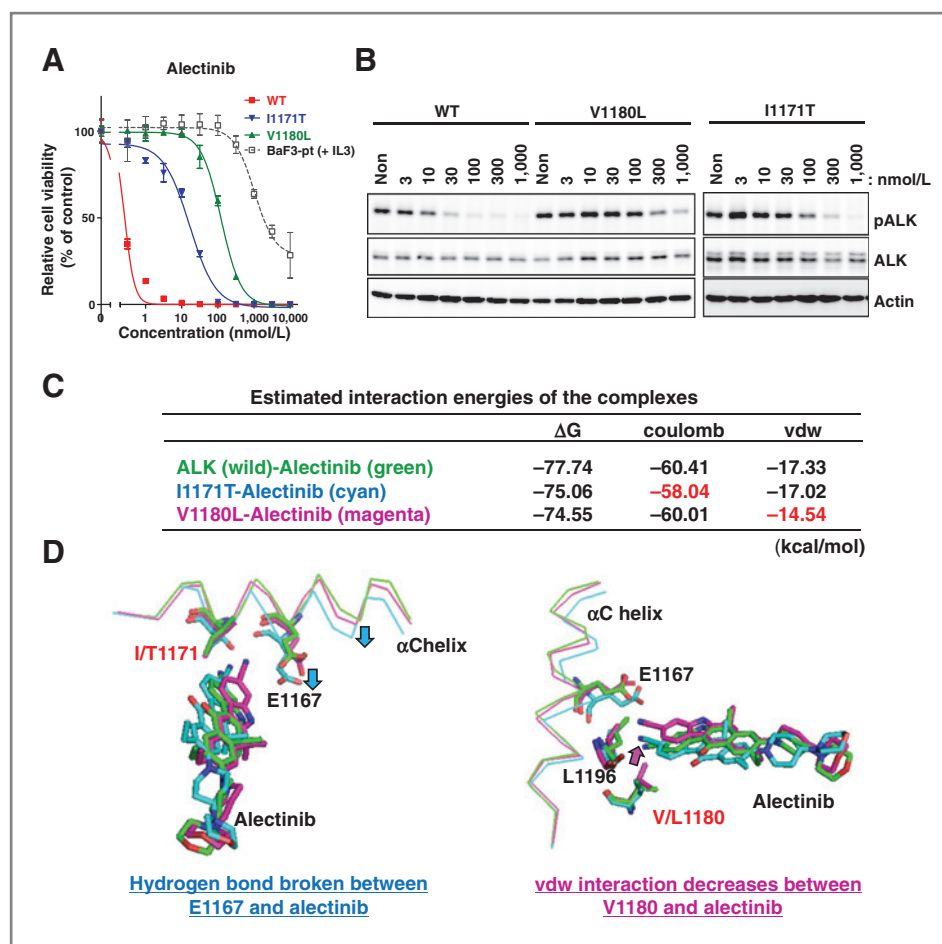 A
Alectinib
WT
I1171T
V1180L
BaF3-pt (+ IL3)
Relative cell viability
(% of control)
100
50
0
0 1 10 100 1,000 10,000
Concentration (nmol/L)
B
WT V1180L I1171T
Non 3 10 30 100 300 1,000 Non 3 10 30 100 300 1,000 Non 3 10 30 100 300 1,000 : nmol/L
pALK
ALK
Actin
C
Estimated interaction energies of the complexes
ΔG coulomb vdw
ALK (wild)-Alectinib (green) –77.74 –60.41 –17.33
I1171T-Alectinib (cyan) –75.06 –58.04 –17.02
V1180L-Alectinib (magenta) –74.55 –60.01 –14.54
(kcal/mol)
D
I/T1171
αChelix
E1167
Alectinib
Hydrogen bond broken between
E1167 and alectinib
αC helix
E1167
L1196
V/L1180
Alectinib
vdw interaction decreases between
V1180 and alectinib